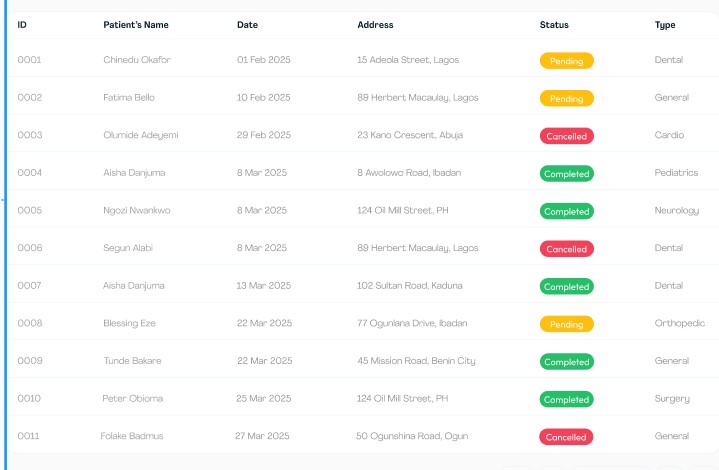 ID Patient's Name Date Address Status Type
0001 Chinedu Okafor 01 Feb 2025 15 Adeola Street, Lagos Pending Dental
0002 Fatima Bello 10 Feb 2025 89 Herbert Macaulay, Lagos Pending General
0003 Olumide Adeyemi 29 Feb 2025 23 Kano Crescent, Abuja Cancelled Cardio
0004 Aisha Danjuma 8 Mar 2025 8 Awolowo Road, Ibadan Completed Pediatrics
0005 Ngozi Nwankwo 8 Mar 2025 124 Oil Mill Street, PH Completed Neurology
0006 Segun Alabi 8 Mar 2025 89 Herbert Macaulay, Lagos Cancelled Dental
0007 Aisha Danjuma 13 Mar 2025 102 Sultan Road, Kaduna Completed Dental
0008 Blessing Eze 22 Mar 2025 77 Ogunlana Drive, Ibadan Pending Orthopedic
0009 Tunde Bakare 22 Mar 2025 45 Mission Road, Benin City Completed General
0010 Peter Obioma 25 Mar 2025 124 Oil Mill Street, PH Completed Surgery
0011 Folake Badmus 27 Mar 2025 50 Ogunshina Road, Ogun Cancelled General